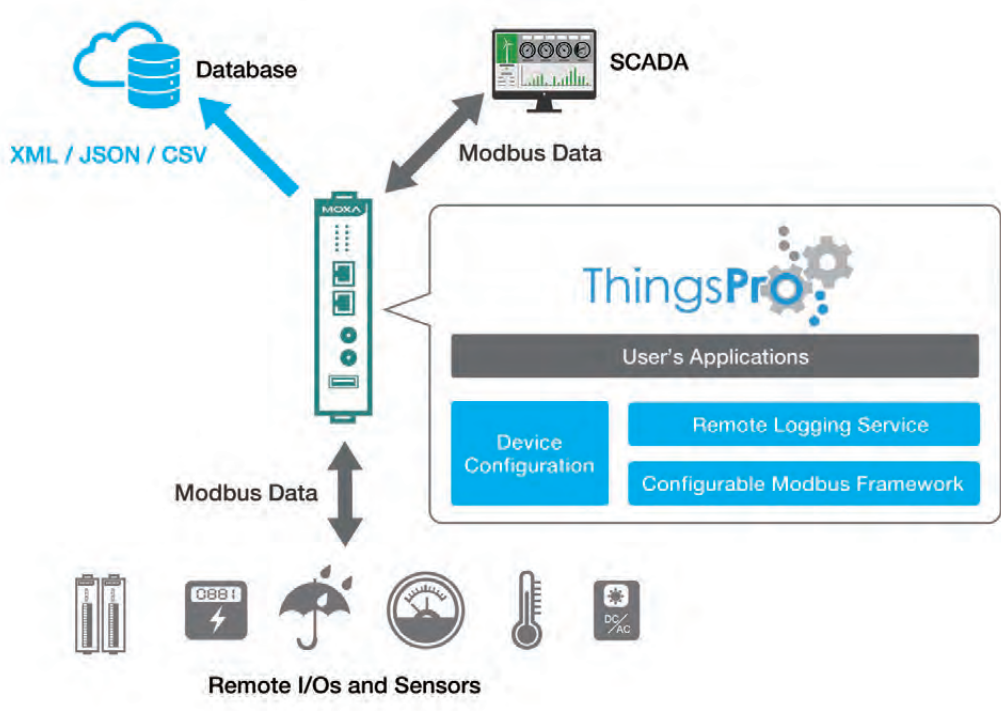 Database
SCADA
XML / JSON / CSV
Modbus Data
MOXA
ThingsPro
User's Applications
Device
Configuration
Remote Logging Service
Configurable Modbus Framework
Modbus Data
0881
DC/AC
Remote I/Os and Sensors